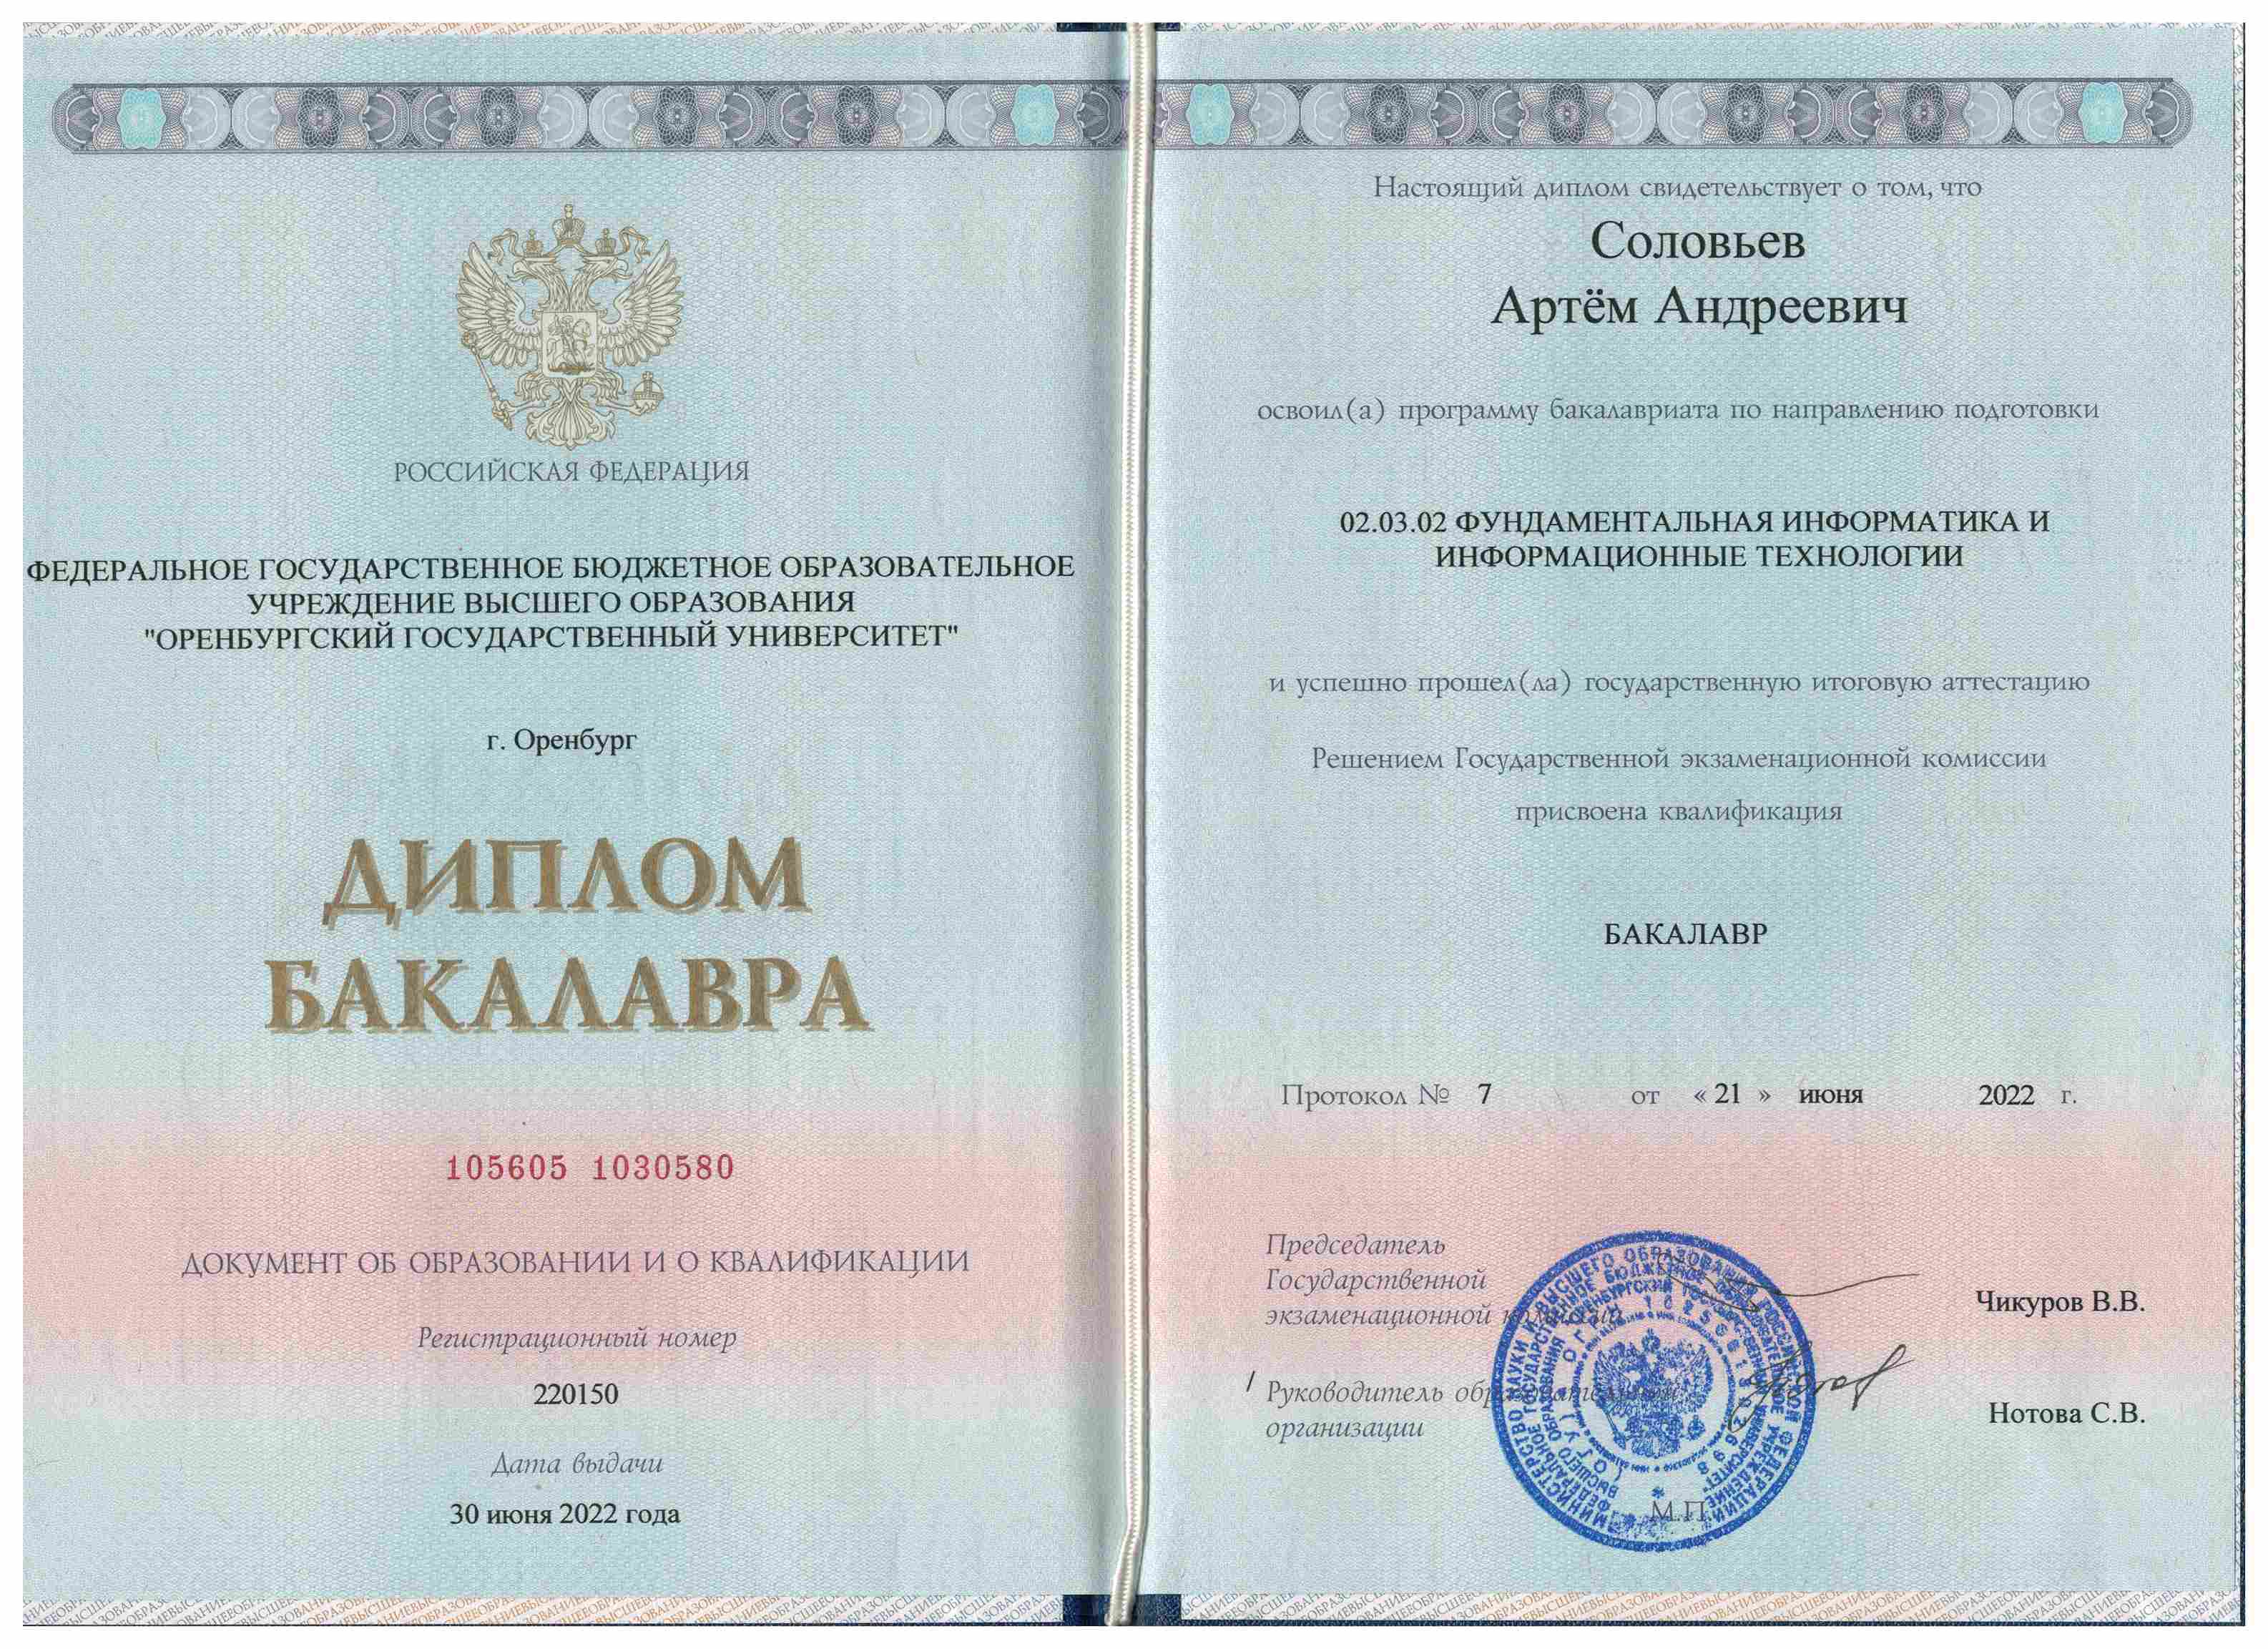 РОССИЙСКАЯ ФЕДЕРАЦИЯ
ФЕДЕРАЛЬНОЕ ГОСУДАРСТВЕННОЕ БЮДЖЕТНОЕ ОБРАЗОВАТЕЛЬНОЕ
УЧРЕЖДЕНИЕ ВЫСШЕГО ОБРАЗОВАНИЯ
"ОРЕНБУРГСКИЙ ГОСУДАРСТВЕННЫЙ УНИВЕРСИТЕТ"
г. Оренбург
ДИПЛОМ
БАКАЛАВРА
105605 1030580
ДОКУМЕНТ ОБ ОБРАЗОВАНИИ И О КВАЛИФИКАЦИИ
Регистрационный номер
220150
Дата выдачи
30 июня 2022 года
Настоящий диплом свидетельствует о том, что
Соловьев
Артём Андреевич
освоил(а) программу бакалавриата по направлению подготовки
02.03.02 ФУНДАМЕНТАЛЬНАЯ ИНФОРМАТИКА И
ИНФОРМАЦИОННЫЕ ТЕХНОЛОГИИ
и успешно прошел(ла) государственную итоговую аттестацию
Решением Государственной экзаменационной комиссии
присвоена квалификация
БАКАЛАВР
Протокол № 7 от « 21 » июня 2022 г.
Председатель
Государственной
экзаменационной комиссии
Чикуров В.В.
Руководитель образовательной
организации
Нотова С.В.
М.П.